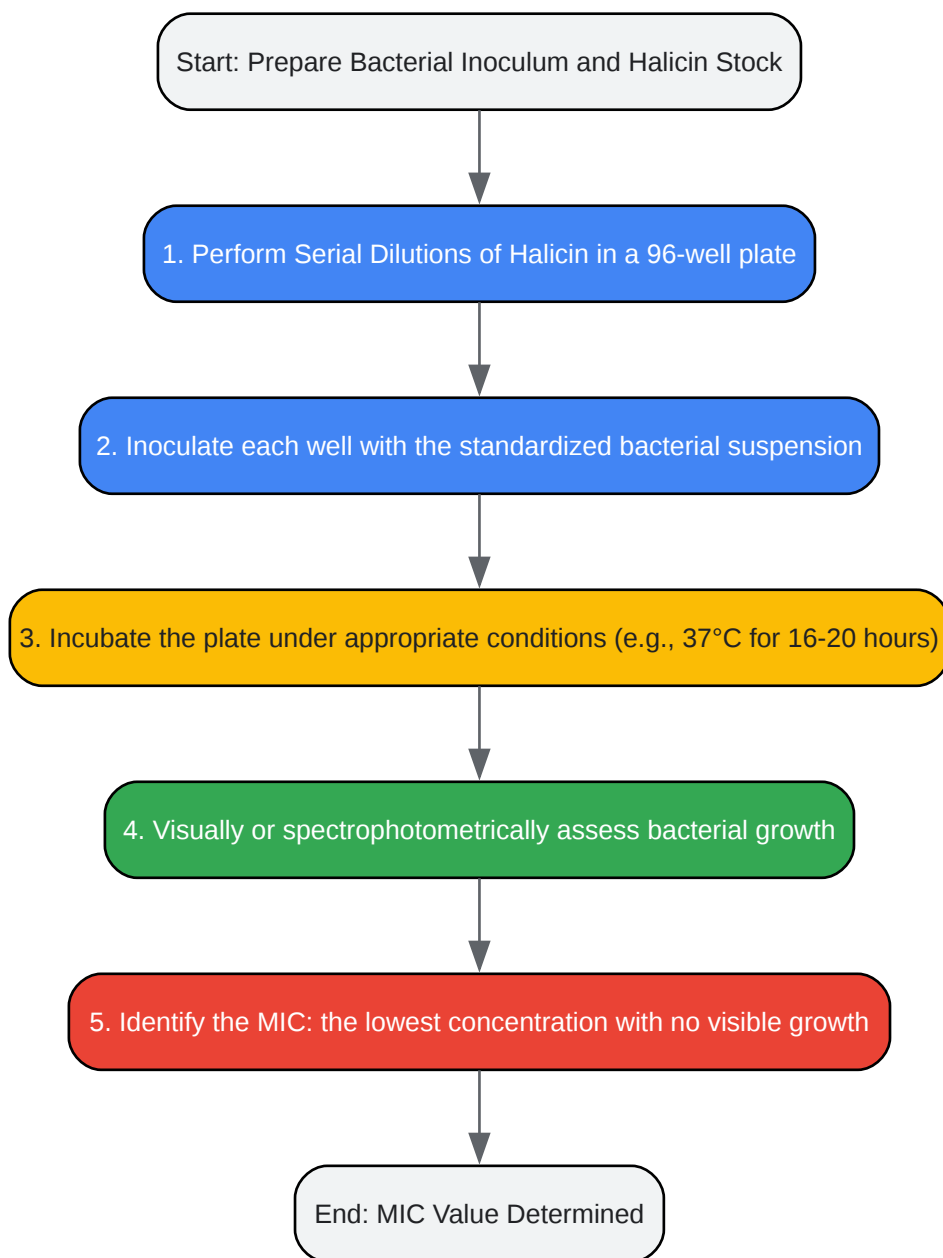 Start: Prepare Bacterial Inoculum and Halicin Stock
1. Perform Serial Dilutions of Halicin in a 96-well plate
2. Inoculate each well with the standardized bacterial suspension
3. Incubate the plate under appropriate conditions (e.g., 37°C for 16-20 hours)
4. Visually or spectrophotometrically assess bacterial growth
5. Identify the MIC: the lowest concentration with no visible growth
End: MIC Value Determined